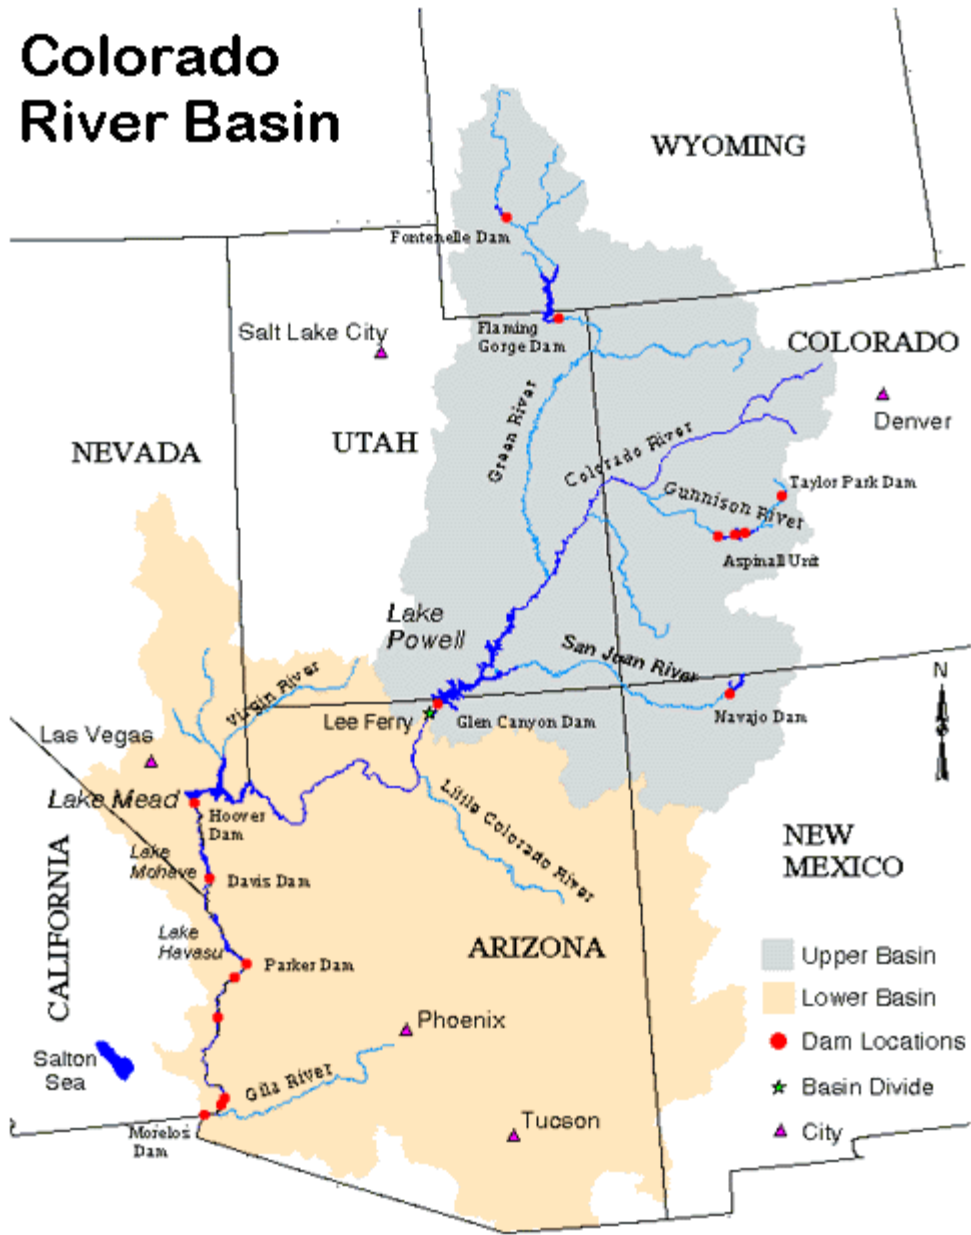 Colorado
River Basin
WYOMING
Fontenelle Dam
Salt Lake City
Flaming
Gorge Dam
COLORADO
Denver
NEVADA
UTAH
Green River
Colorado River
Gunnison River
Taylor Park Dam
Aspinall Unit
Lake
Powell
San Juan River
Virgin River
Lee Ferry
Glen Canyon Dam
Navajo Dam
N
Las Vegas
Lake Mead
Hoover
Dam
Little Colorado River
Lake
Mohave
Davis Dam
NEW
MEXICO
CALIFORNIA
Lake
Havasu
Parker Dam
ARIZONA
Upper Basin
Lower Basin
Dam Locations
Basin Divide
City
Phoenix
Salton
Sea
Gila River
Morelos
Dam
Tucson